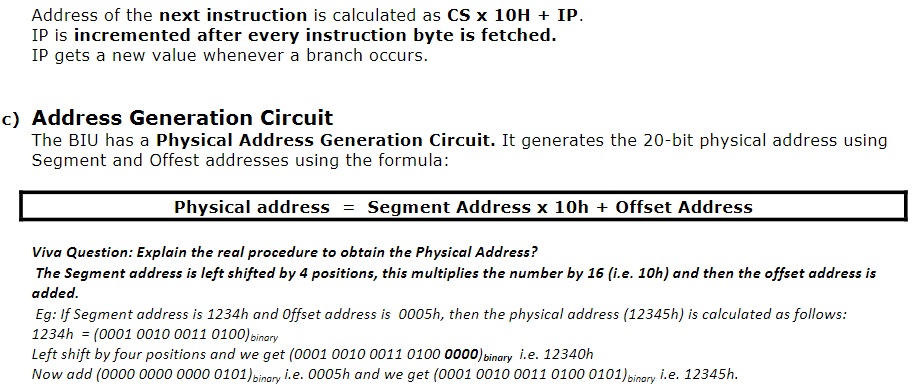 Address of the next instruction is calculated as CS x 10H + IP.
IP is incremented after every instruction byte is fetched.
IP gets a new value whenever a branch occurs.
c) Address Generation Circuit
The BIU has a Physical Address Generation Circuit. It generates the 20-bit physical address using
Segment and Offest addresses using the formula:
Physical address = Segment Address x 10h + Offset Address
Viva Question: Explain the real procedure to obtain the Physical Address?
The Segment address is left shifted by 4 positions, this multiplies the number by 16 (i.e. 10h) and then the offset address is
added.
Eg: If Segment address is 1234h and Offset address is 0005h, then the physical address (12345h) is calculated as follows:
1234h = (0001 0010 0011 0100)binary
Left shift by four positions and we get (0001 0010 0011 0100 0000)binary i.e. 12340h
Now add (0000 0000 0000 0101)binary i.e. 0005h and we get (0001 0010 0011 0100 0101)binary i.e. 12345h.